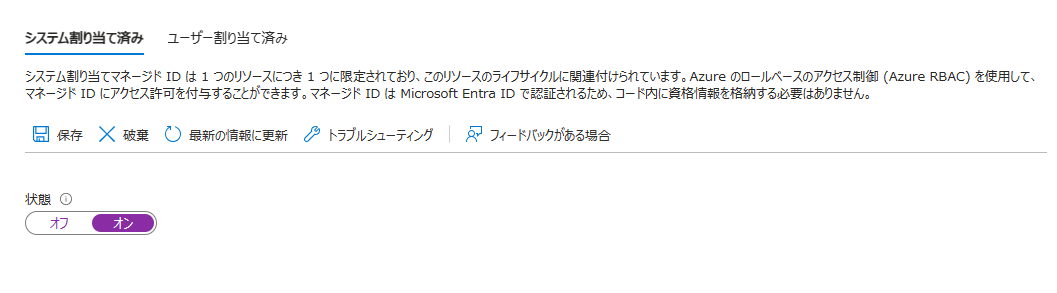 システム割り当て済み ユーザー割り当て済み
システム割り当てマネージド ID は 1 つのリソースにつき 1 つに限定されており、このリソースのライフサイクルに関連付けられています。Azure のロールベースのアクセス制御 (Azure RBAC) を使用して、
マネージド ID にアクセス許可を付与することができます。マネージド ID は Microsoft Entra ID で認証されるため、コード内に資格情報を格納する必要はありません。
保存 破棄 最新の情報に更新 トラブルシューティング フィードバックがある場合
状態
オフ オン